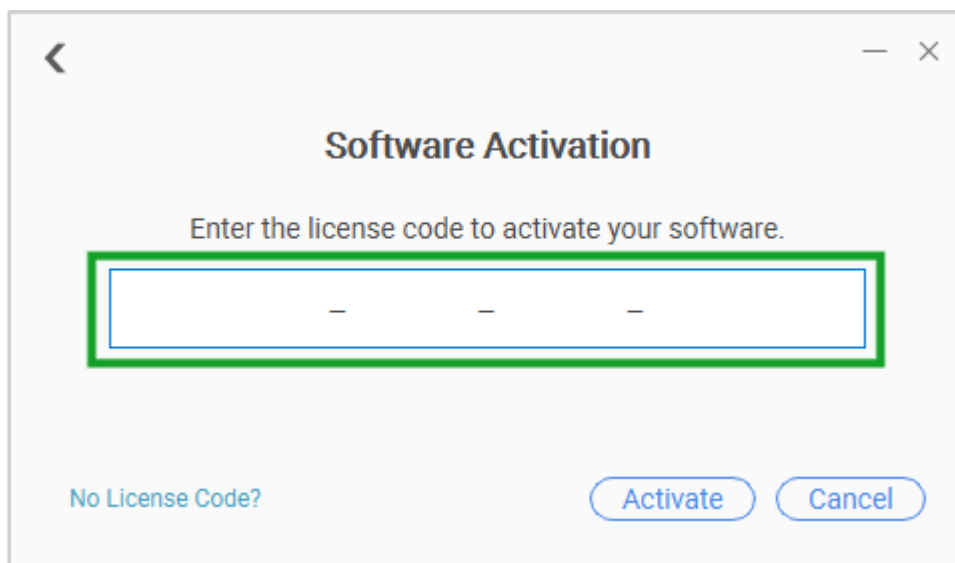 Software Activation
Enter the license code to activate your software.
– – –
No License Code?
Activate
Cancel